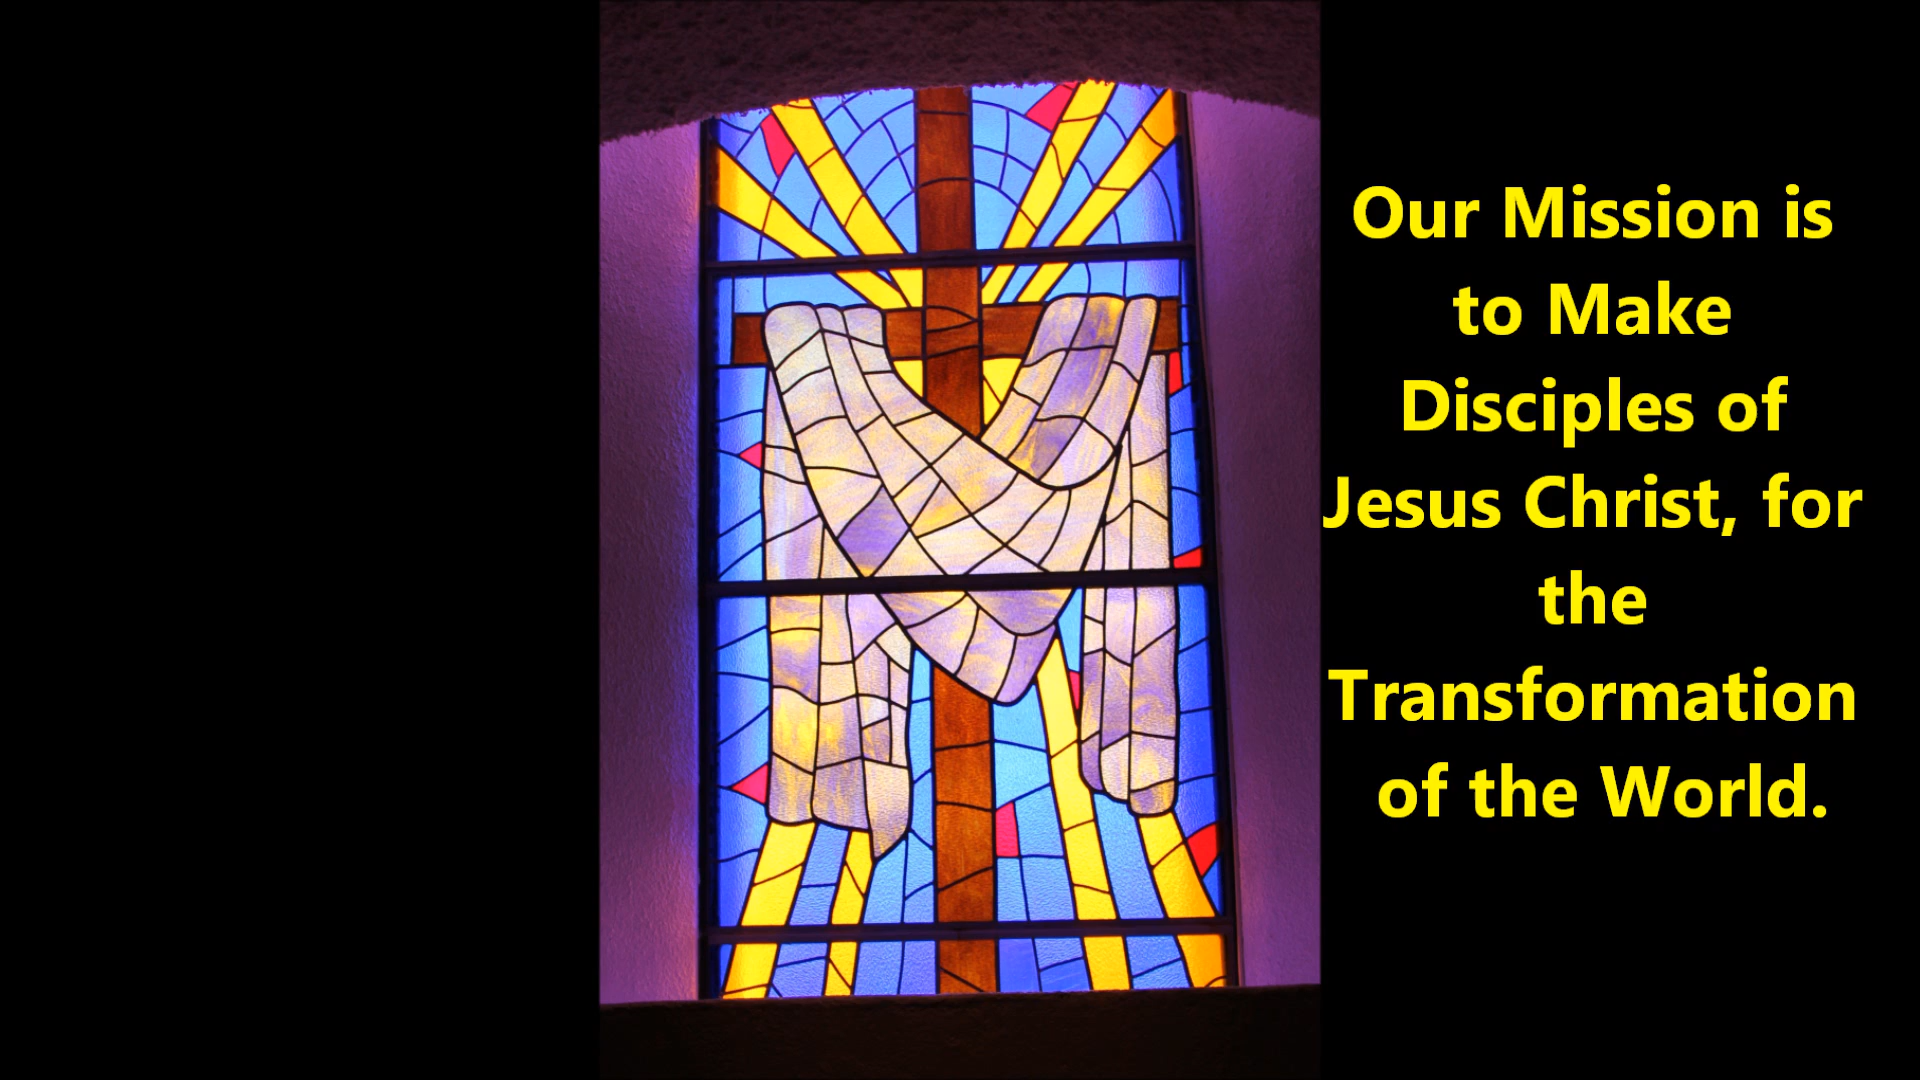 Our Mission is
to Make
Disciples of
Jesus Christ, for
the
Transformation
of the World.